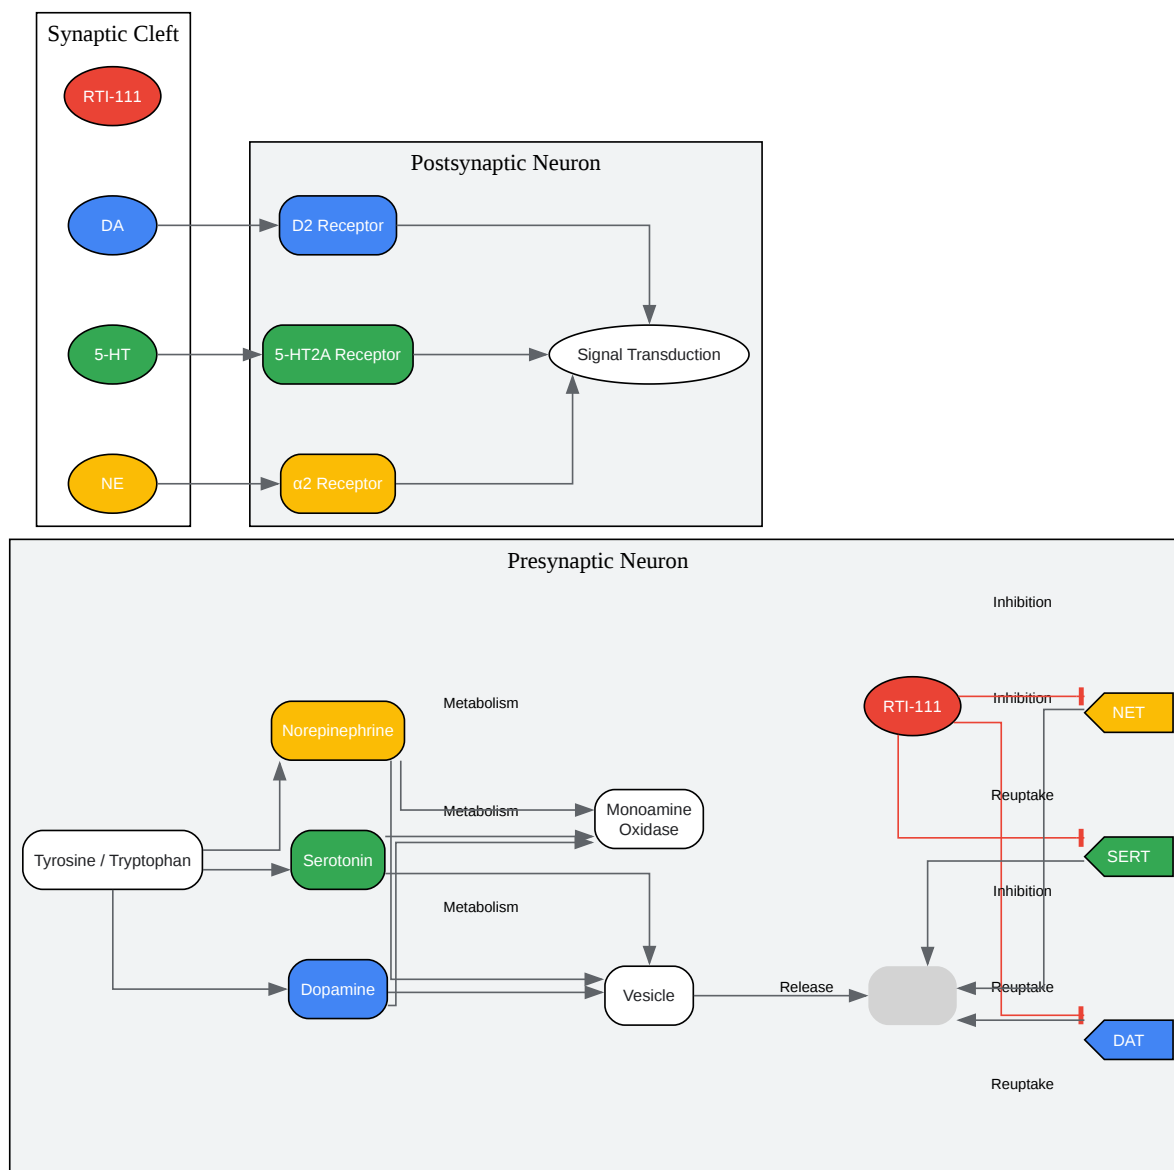 Synaptic Cleft
RTI-111
Postsynaptic Neuron
DA
D2 Receptor
5-HT
5-HT2A Receptor
Signal Transduction
NE
α2 Receptor
Presynaptic Neuron
Inhibition
Metabolism
Inhibition
RTI-111
NET
Norepinephrine
Reuptake
Metabolism
Monoamine
Oxidase
Tyrosine / Tryptophan
Serotonin
SERT
Inhibition
Metabolism
Dopamine
Vesicle
Release
Reuptake
DAT
Reuptake